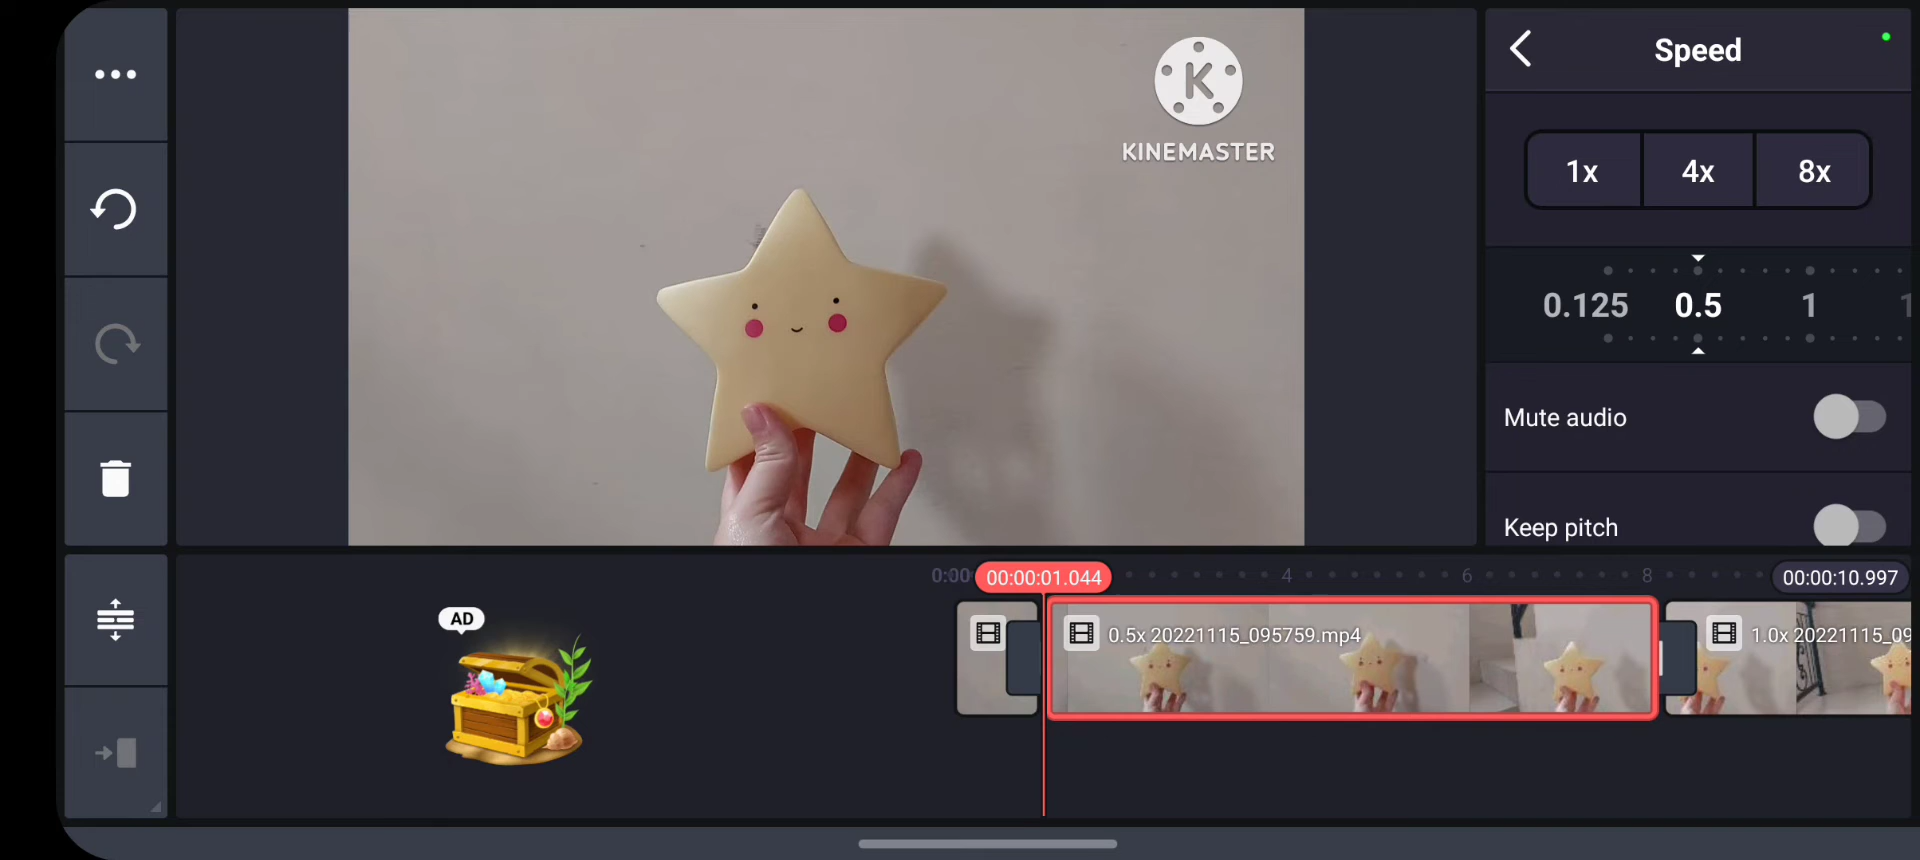 KINEMASTER
Speed
1x 4x 8x
0.125 0.5 1
Mute audio
Keep pitch
0:00 00:00:01.044 4 6 8 00:00:10.997
AD
0.5x 20221115_095759.mp4
1.0x 20221115_09